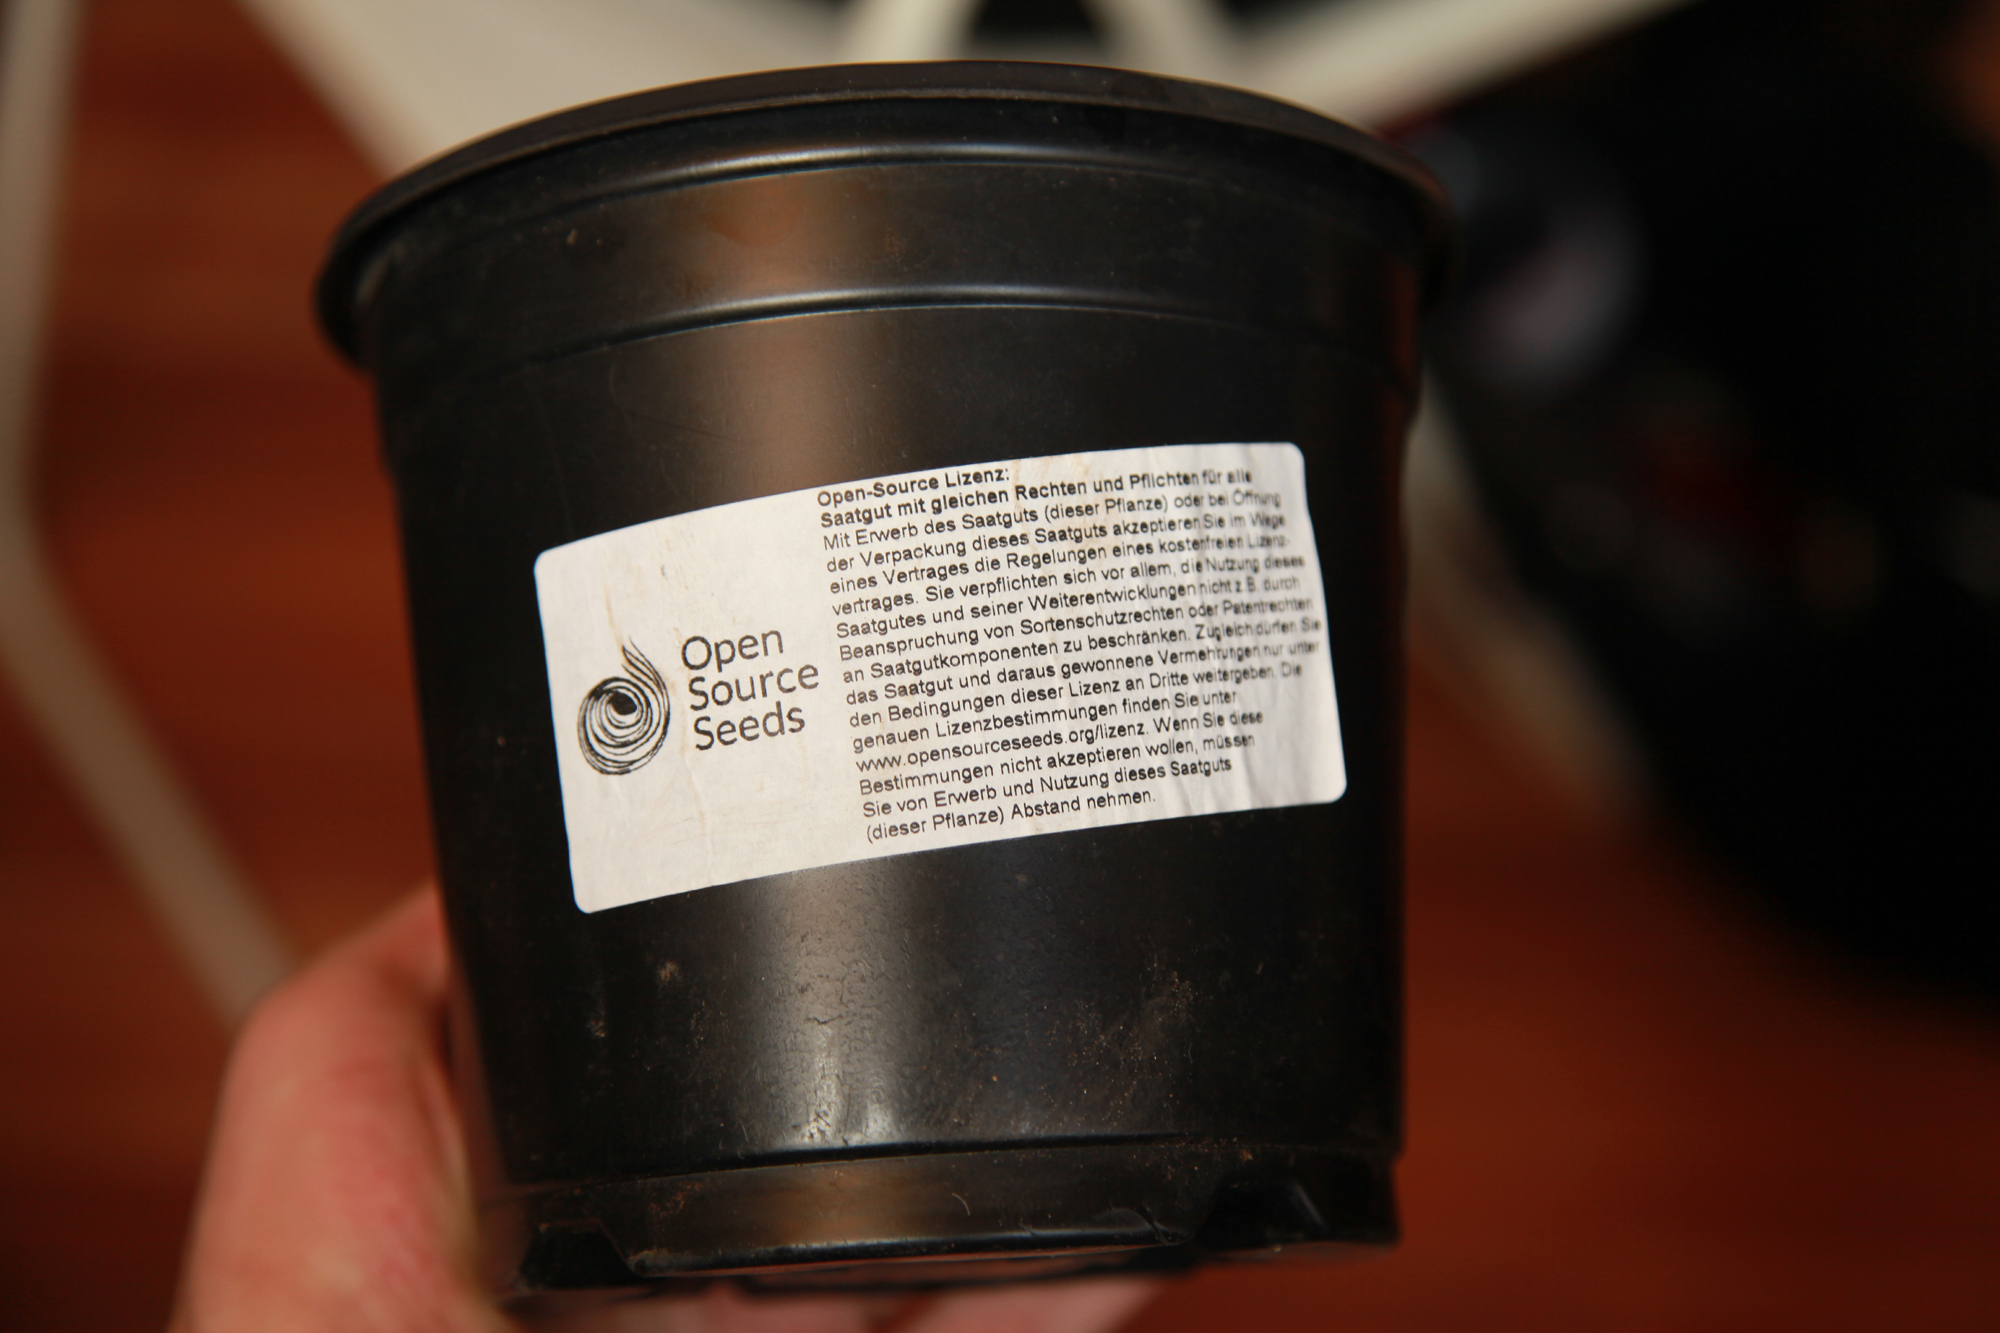 Open
Source
Seeds
Open-Source Lizenz:
Saatgut mit gleichen Rechten und Pflichten für alle
Mit Erwerb des Saatguts (dieser Pflanze) oder bei Öffnung
der Verpackung dieses Saatguts akzeptieren Sie im Wege
eines Vertrages die Regelungen eines kostenfreien Lizenz-
vertrages. Sie verpflichten sich vor allem, die Nutzung dieses
Saatgutes und seiner Weiterentwicklungen nicht z.B. durch
Beanspruchung von Sortenschutzrechten oder Patentrechten
an Saatgutkomponenten zu beschränken. Zugleich dürfen Sie
das Saatgut und daraus gewonnene Vermehrungen nur unter
den Bedingungen dieser Lizenz an Dritte weitergeben. Die
genauen Lizenzbestimmungen finden Sie unter
www.opensourceseeds.org/lizenz. Wenn Sie diese
Bestimmungen nicht akzeptieren wollen, müssen
Sie von Erwerb und Nutzung dieses Saatguts
(dieser Pflanze) Abstand nehmen.